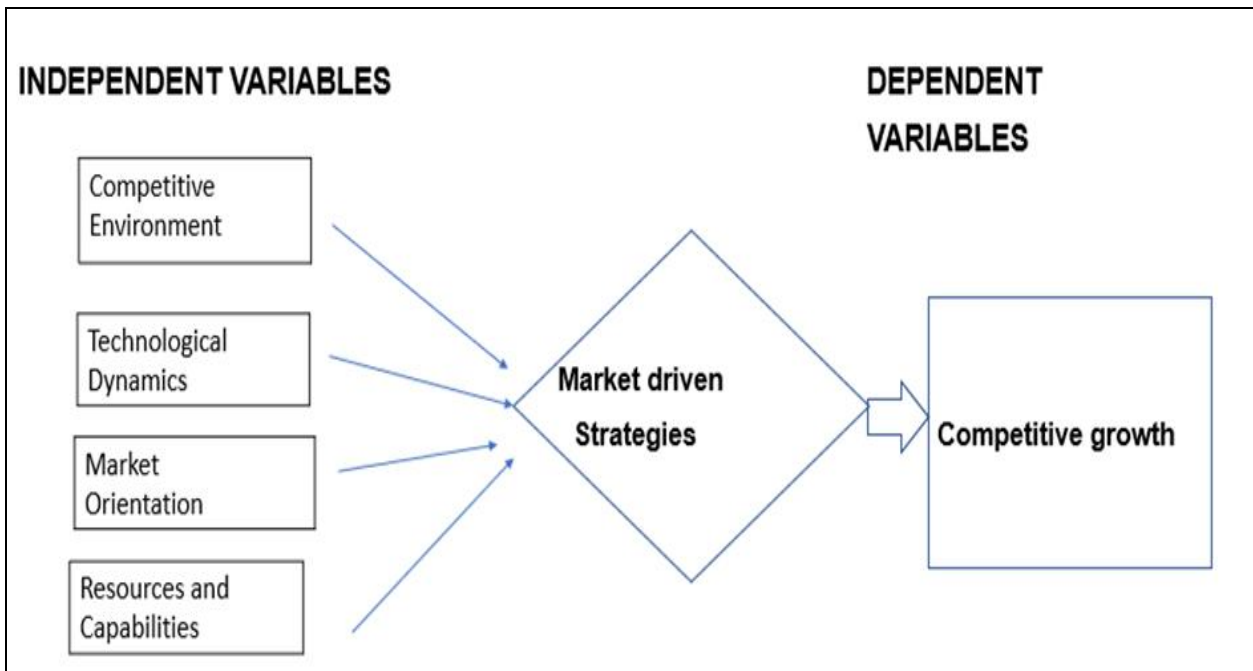 INDEPENDENT VARIABLES
DEPENDENT
VARIABLES
Competitive
Environment
Technological
Dynamics
Market
Orientation
Resources and
Capabilities
Market driven
Strategies
Competitive growth